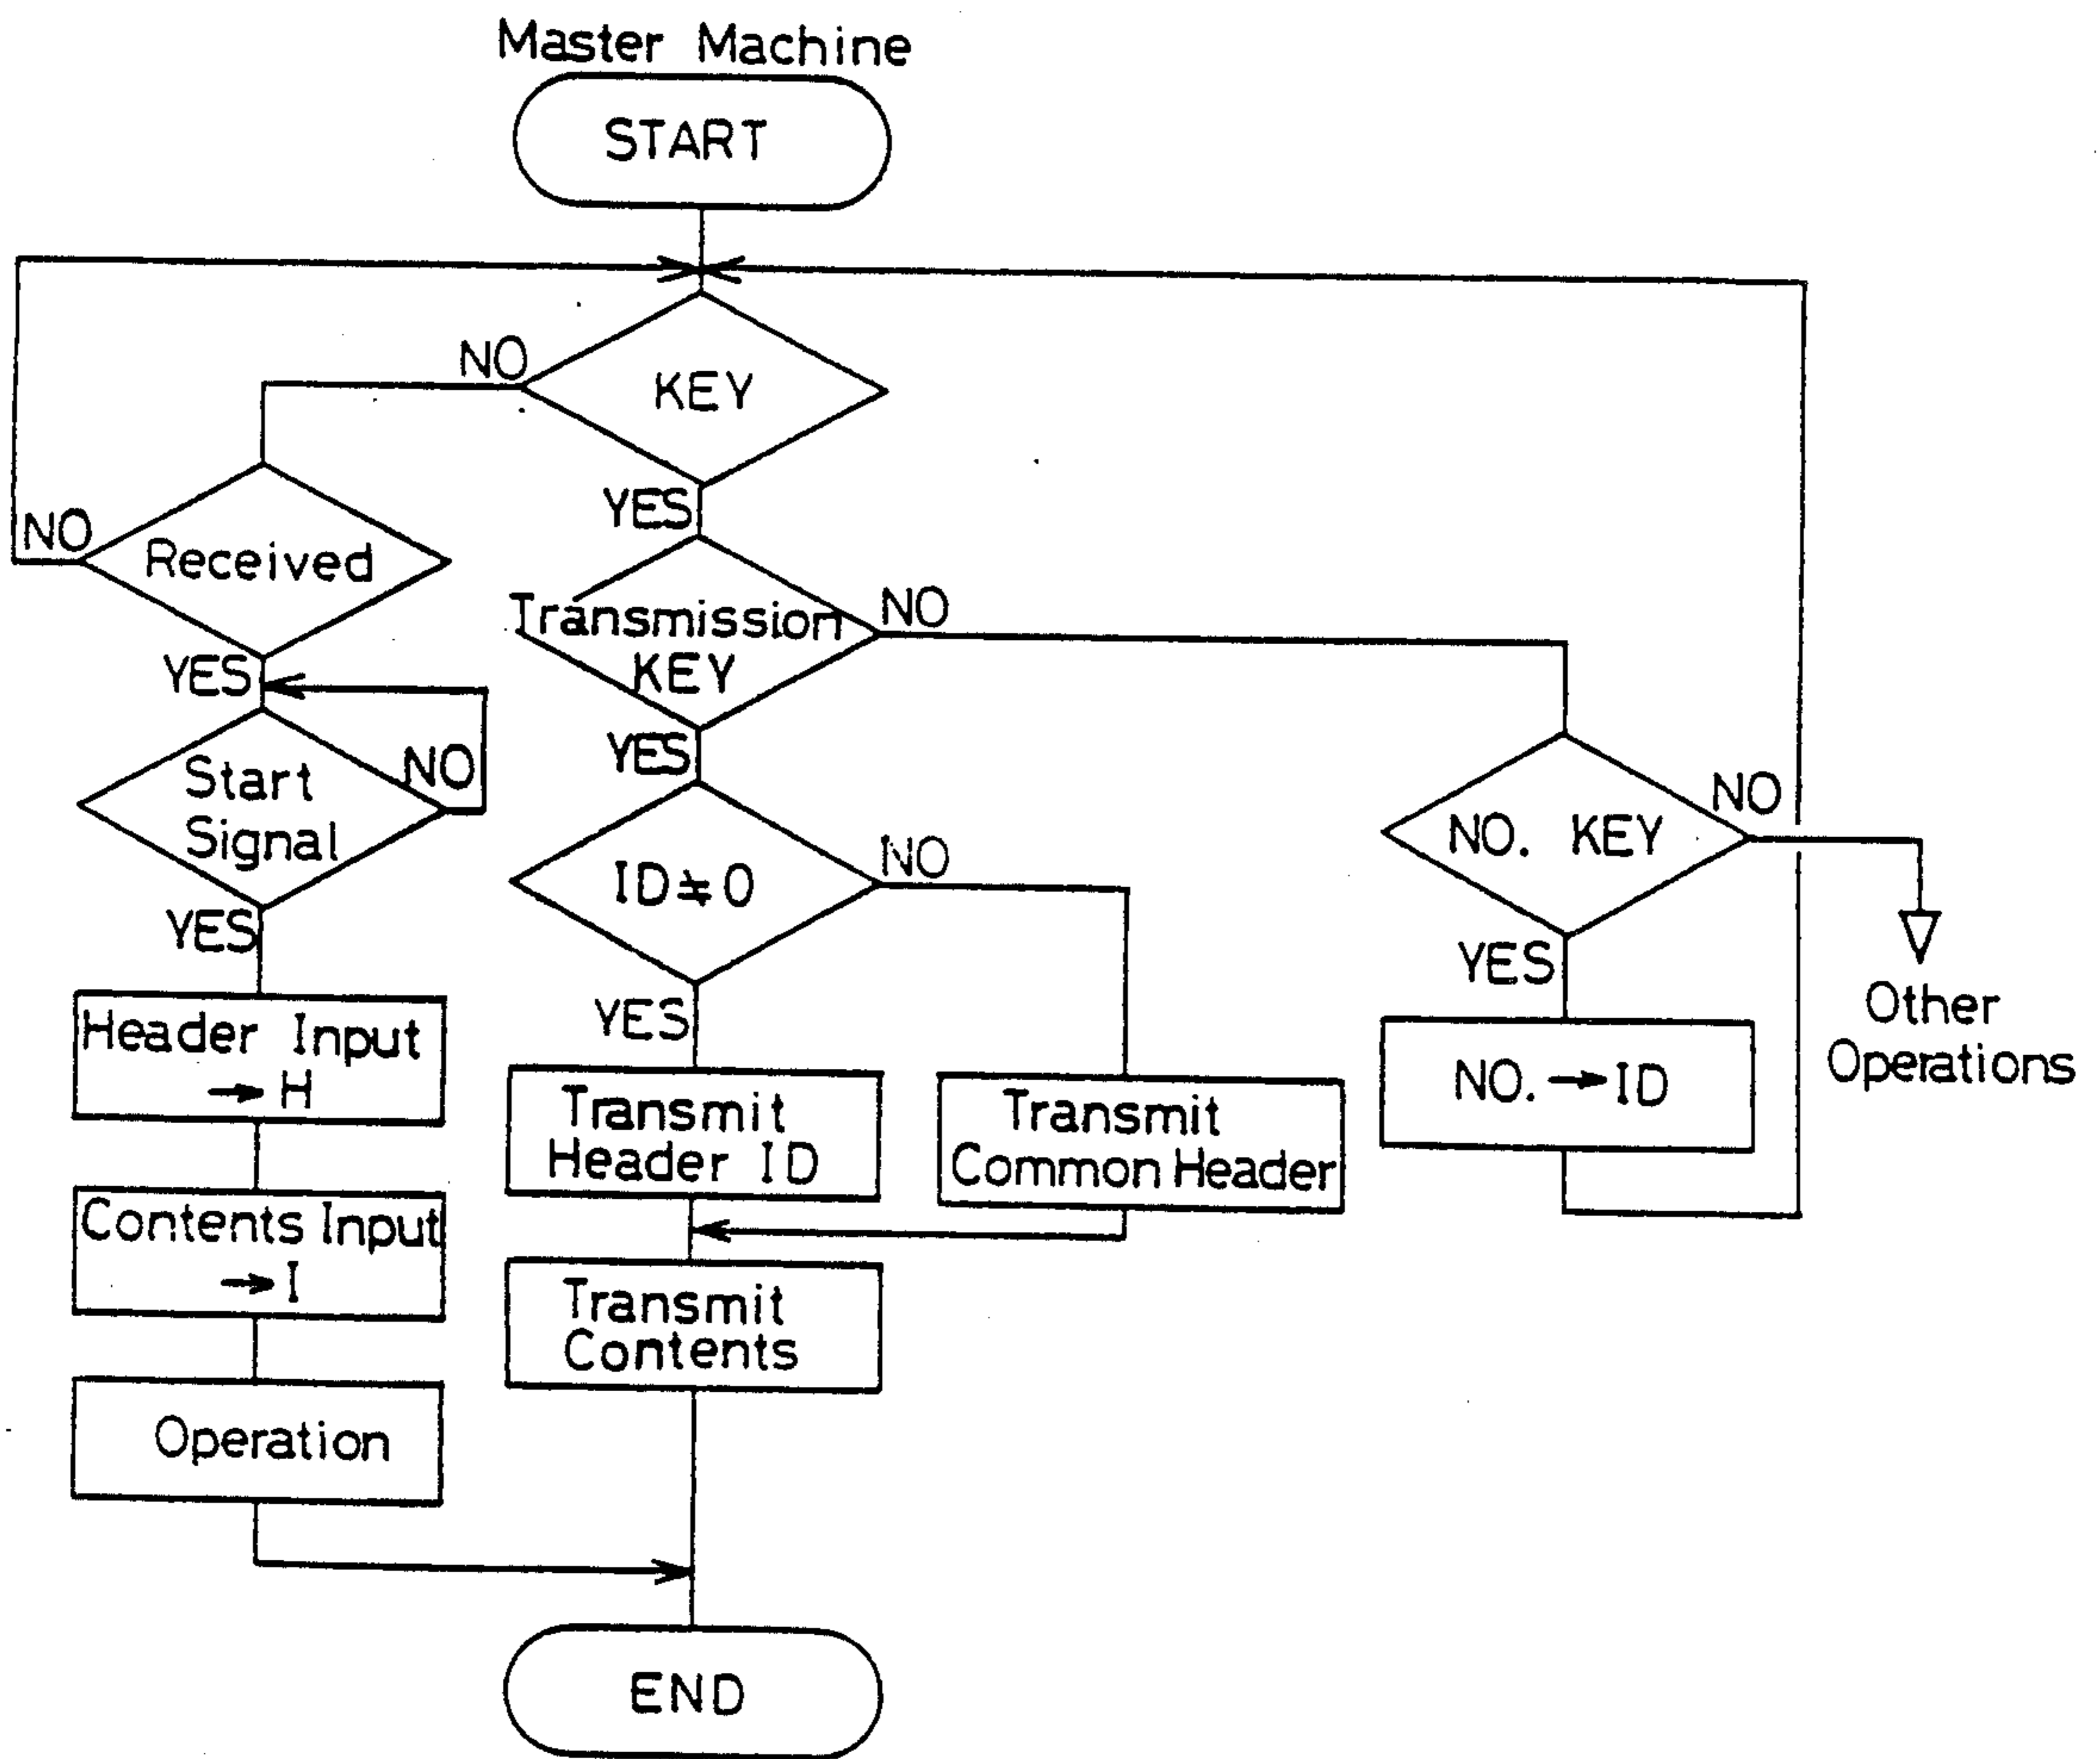 Master Machine
START
NO
KEY
YES
NO
Received
YES
Transmission
KEY
NO
YES
Start
Signal
NO
YES
ID≠0
NO
YES
NO. KEY
NO
YES
Other
Operations
NO. → ID
Header Input
→ H
Transmit
Header ID
Transmit
Common Header
Contents Input
→ I
Transmit
Contents
Operation
END